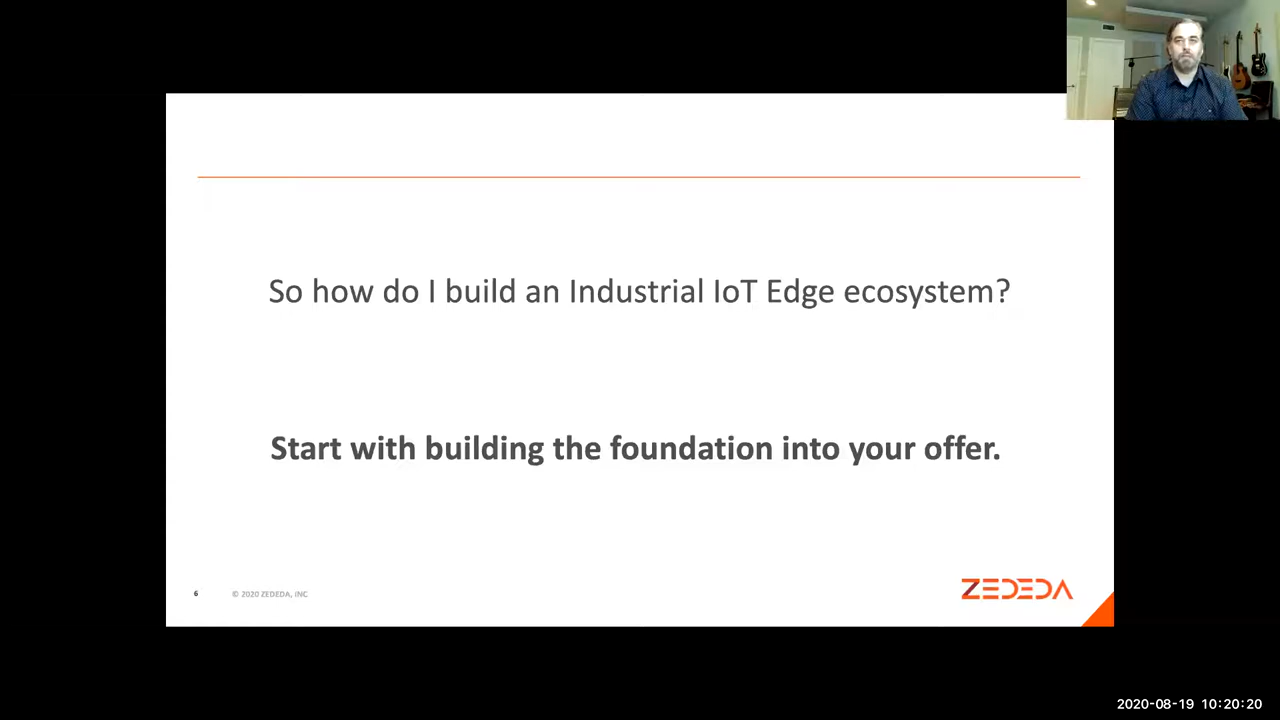 So how do I build an Industrial IoT Edge ecosystem?
Start with building the foundation into your offer.
6
© 2020 ZEDEDA, INC
ZEDEDA
2020-08-19 10:20:20